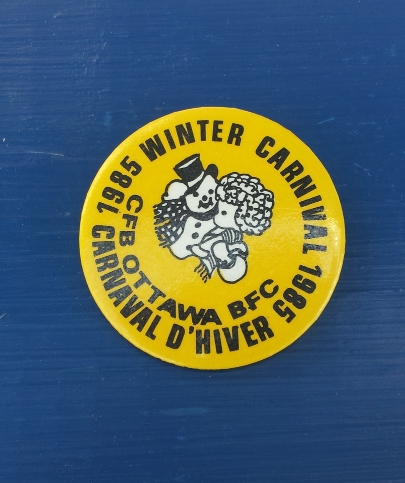 1985 WINTER CARNIVAL 1985
CARNAVAL D'HIVER
CFB OTTAWA BFC